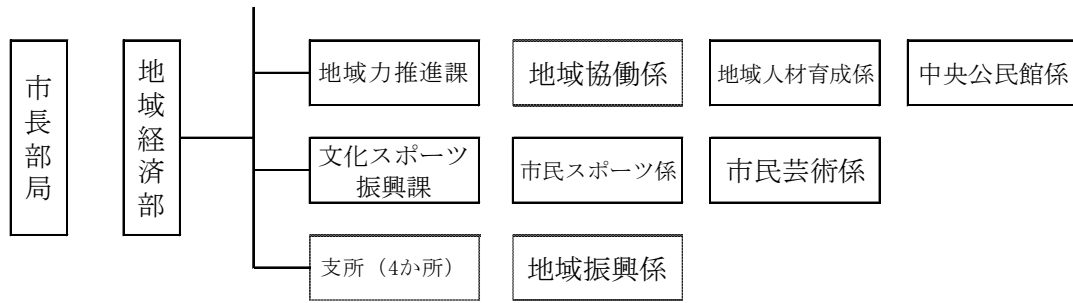 市長部局
地域経済部
地域力推進課 地域協働係 地域人材育成係 中央公民館係
文化スポーツ
振興課
市民スポーツ係 市民芸術係
支所（4か所） 地域振興係